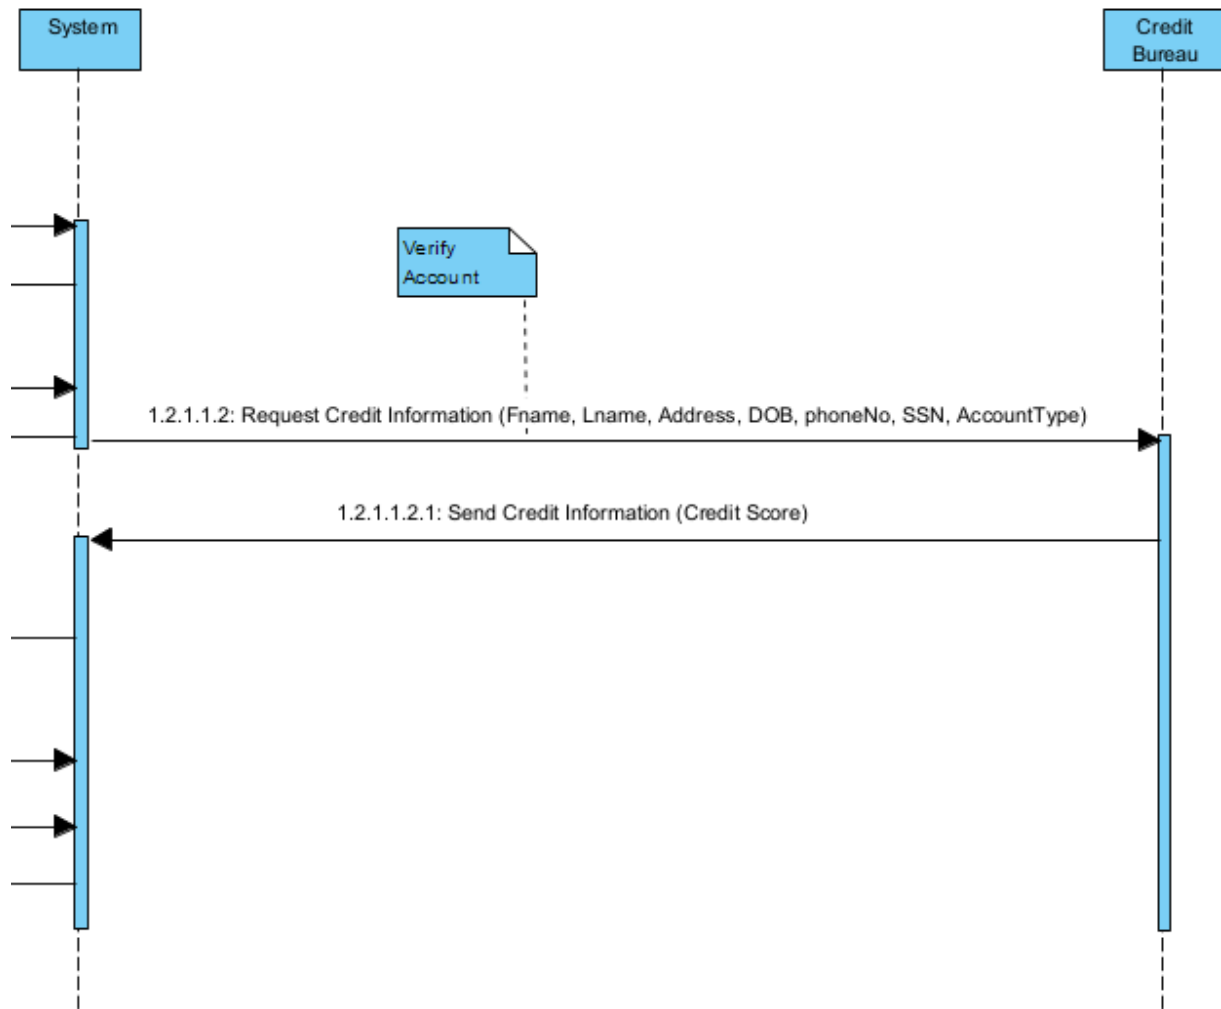 System
Credit
Bureau
Verify
Account
1.2.1.1.2: Request Credit Information (Fname, Lname, Address, DOB, phoneNo, SSN, AccountType)
1.2.1.1.2.1: Send Credit Information (Credit Score)